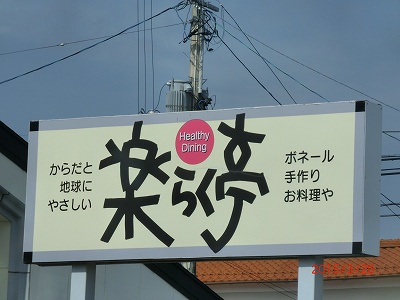 からだと
地球に
やさしい
Healthy
Dining
楽らく亭
ボネール
手作り
お料理や